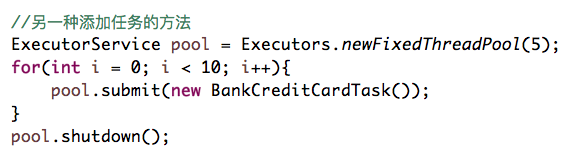 //另一种添加任务的方法
ExecutorService pool = Executors.newFixedThreadPool(5);
for(int i = 0; i < 10; i++){
    pool.submit(new BankCreditCardTask());
}
pool.shutdown();